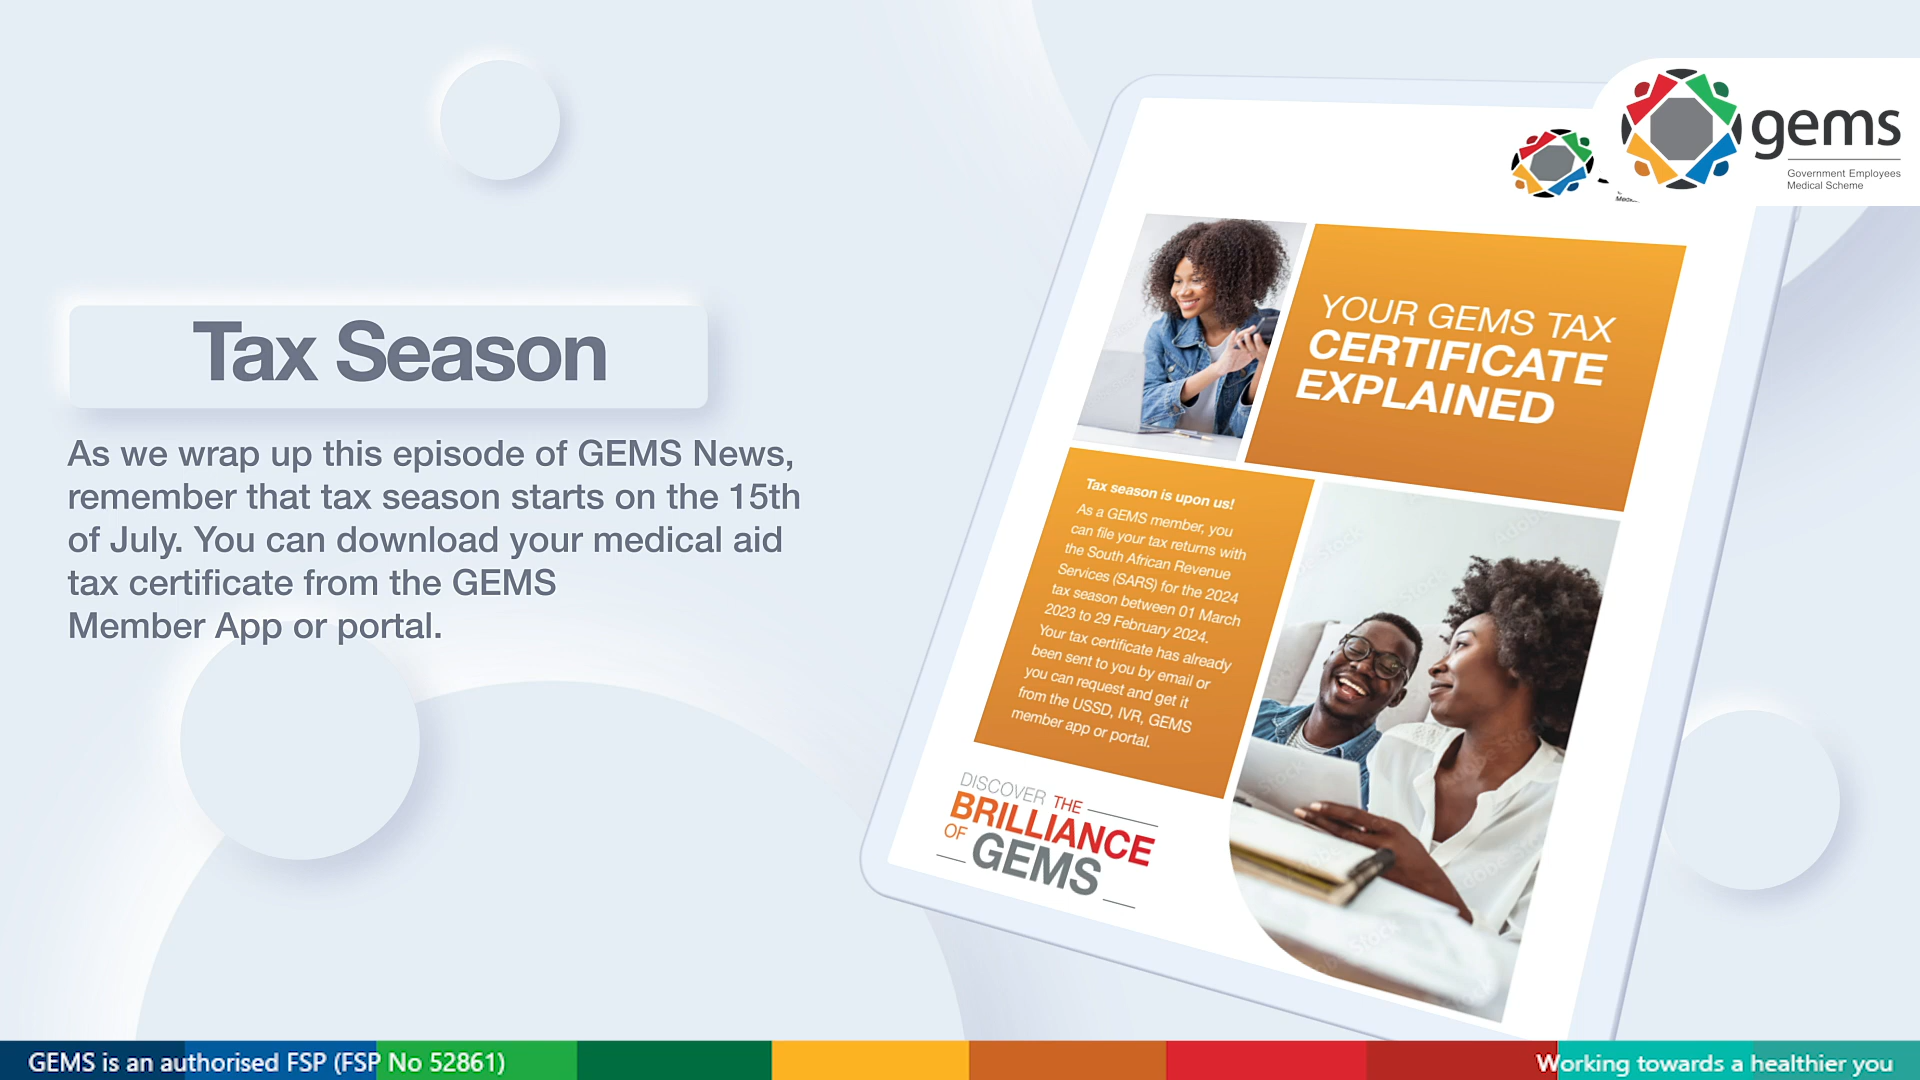 Tax Season
As we wrap up this episode of GEMS News,
remember that tax season starts on the 15th
of July. You can download your medical aid
tax certificate from the GEMS
Member App or portal.
gems
Government Employees
Medical Scheme
YOUR GEMS TAX
CERTIFICATE
EXPLAINED
Tax season is upon us!
As a GEMS member, you
can file your tax returns with
the South African Revenue
Services (SARS) for the 2024
tax season between 01 March
2023 to 29 February 2024.
Your tax certificate has already
been sent to you by email or
you can request and get it
from the USSD, IVR, GEMS
member app or portal.
DISCOVER THE
BRILLIANCE
OF GEMS
GEMS is an authorised FSP (FSP No 52861)
Working towards a healthier you